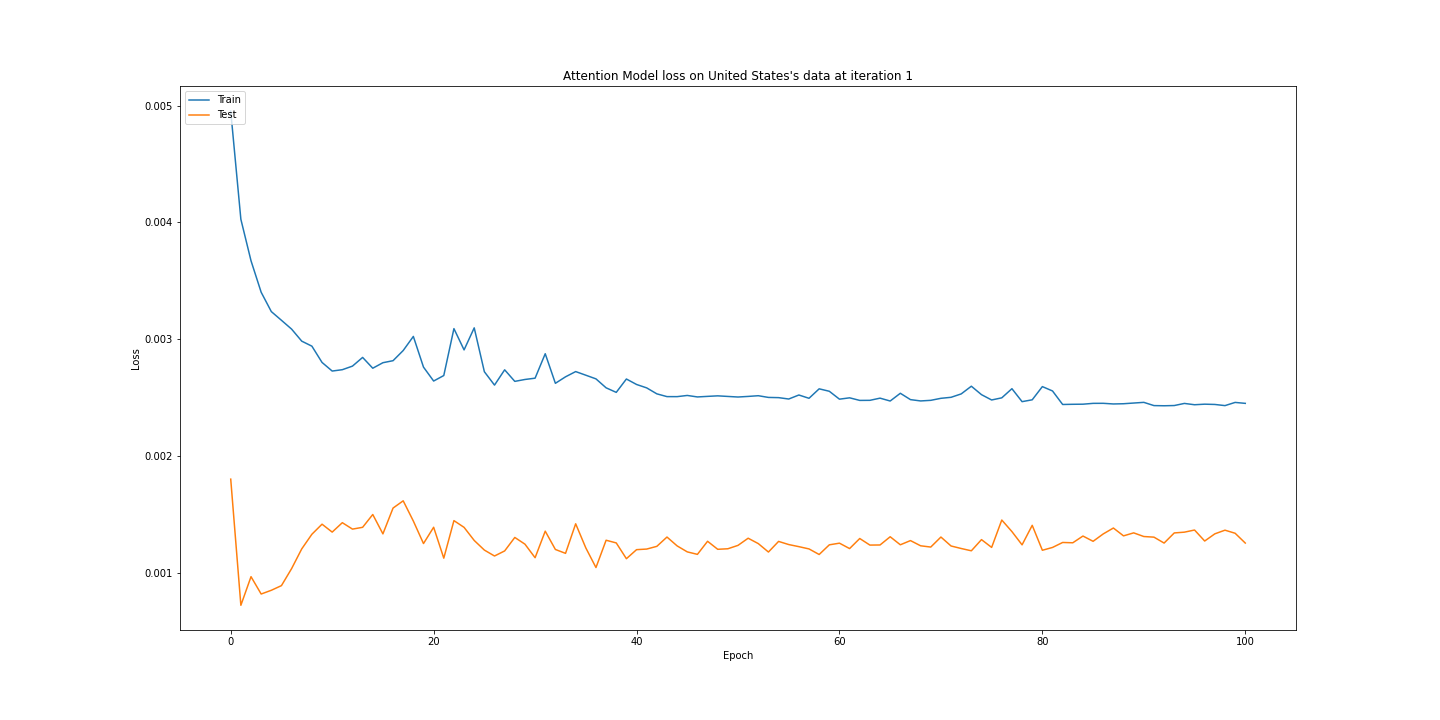 Attention Model loss on United States's data at iteration 1
Train
Test
0.005
0.004
0.003
0.002
0.001
Loss
0
20
40
60
80
100
Epoch